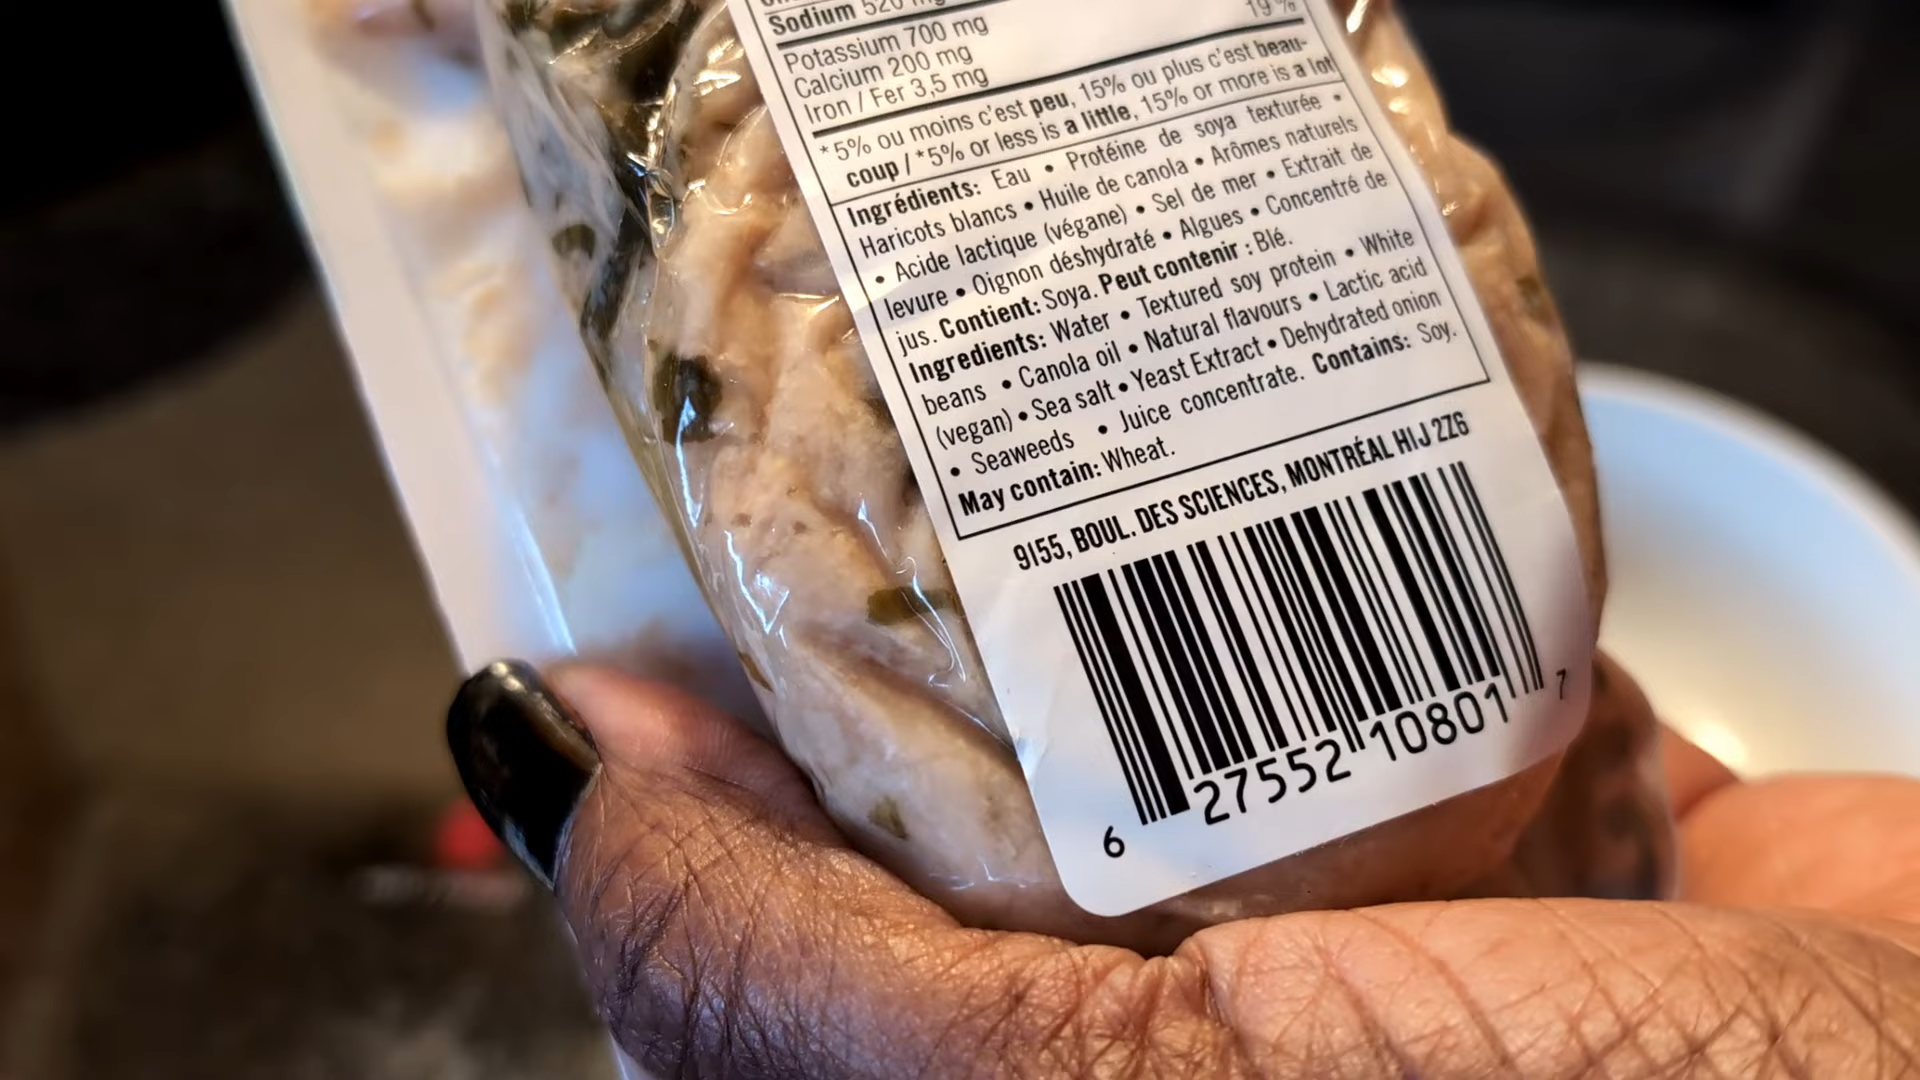 Sodium 520 mg
Potassium 700 mg 19 %
Calcium 200 mg
Iron / Fer 3,5 mg
*5% ou moins c'est peu, 15% ou plus c'est beau-
coup / *5% or less is a little, 15% or more is a lot
Ingrédients: Eau • Protéine de soya texturée •
Haricots blancs • Huile de canola • Arômes naturels
• Acide lactique (végane) • Sel de mer • Extrait de
levure • Oignon déshydraté • Algues • Concentré de
jus. Contient: Soya. Peut contenir : Blé.
Ingredients: Water • Textured soy protein • White
beans • Canola oil • Natural flavours • Lactic acid
(vegan) • Sea salt • Yeast Extract • Dehydrated onion
• Seaweeds • Juice concentrate. Contains: Soy.
May contain: Wheat.
9155, BOUL. DES SCIENCES, MONTRÉAL H1J 2Z6
6 27552 10801 7